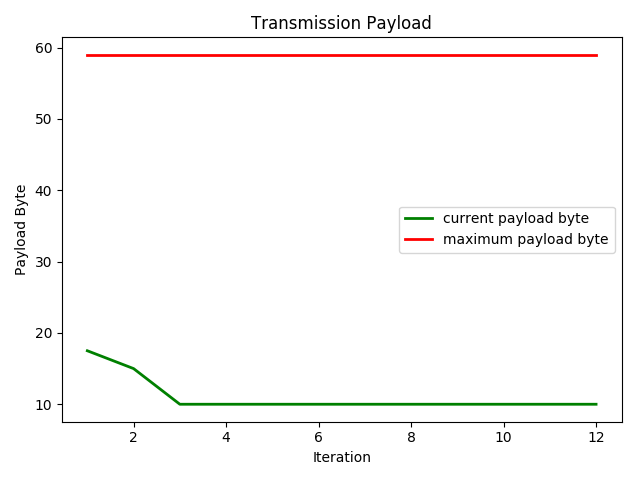 Transmission Payload
60
50
40
30
20
10
Payload Byte
current payload byte
maximum payload byte
2 4 6 8 10 12
Iteration